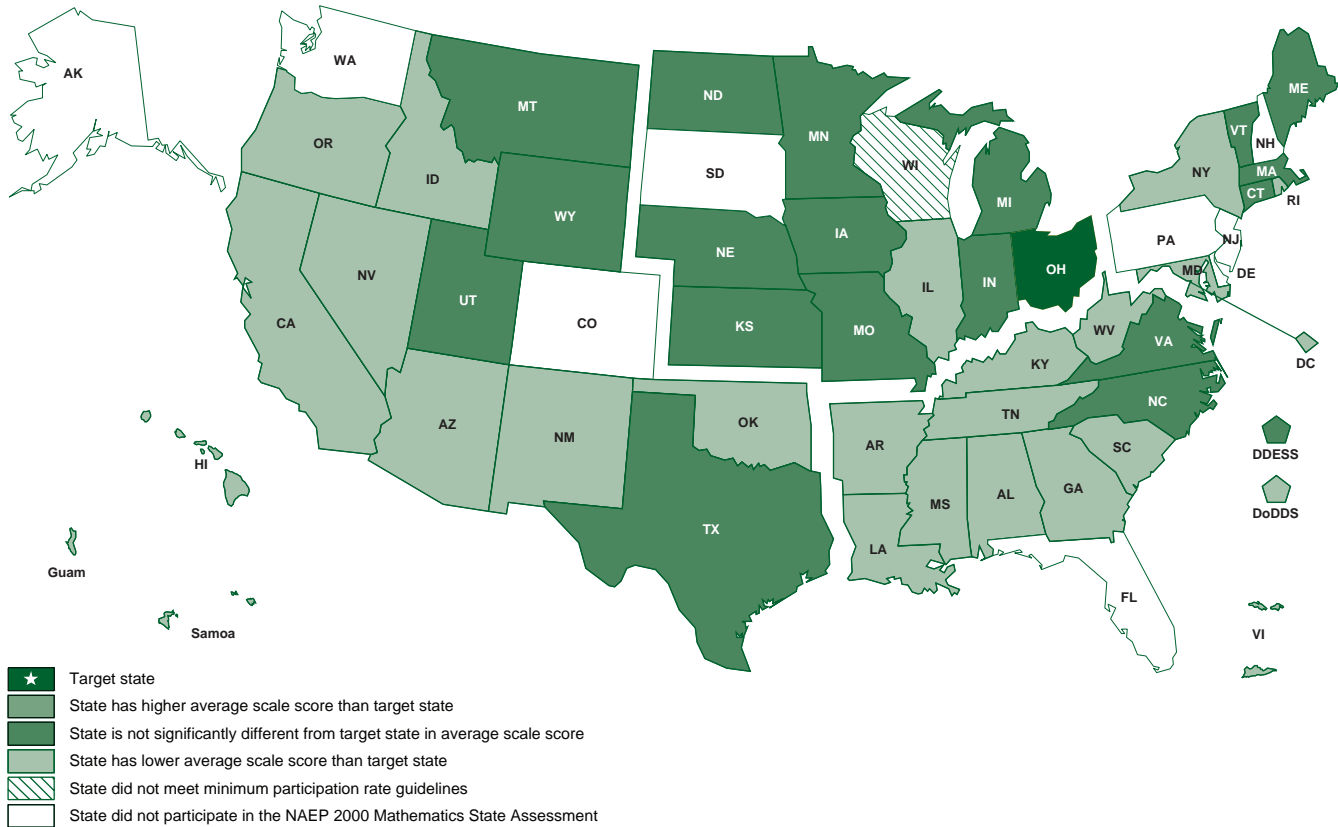 AK
WA
MT
ND
MN
ME
VT
NH
OR
ID
SD
WI
NY
MA
CT
RI
MI
WY
IA
NE
PA
NJ
NV
UT
CO
IL
IN
OH
MD
DE
CA
KS
MO
WV
VA
KY
DC
AZ
NM
OK
AR
TN
NC
SC
HI
DDESS
MS
AL
GA
DoDDS
TX
LA
Guam
FL
Samoa
VI
Target state
State has higher average scale score than target state
State is not significantly different from target state in average scale score
State has lower average scale score than target state
State did not meet minimum participation rate guidelines
State did not participate in the NAEP 2000 Mathematics State Assessment